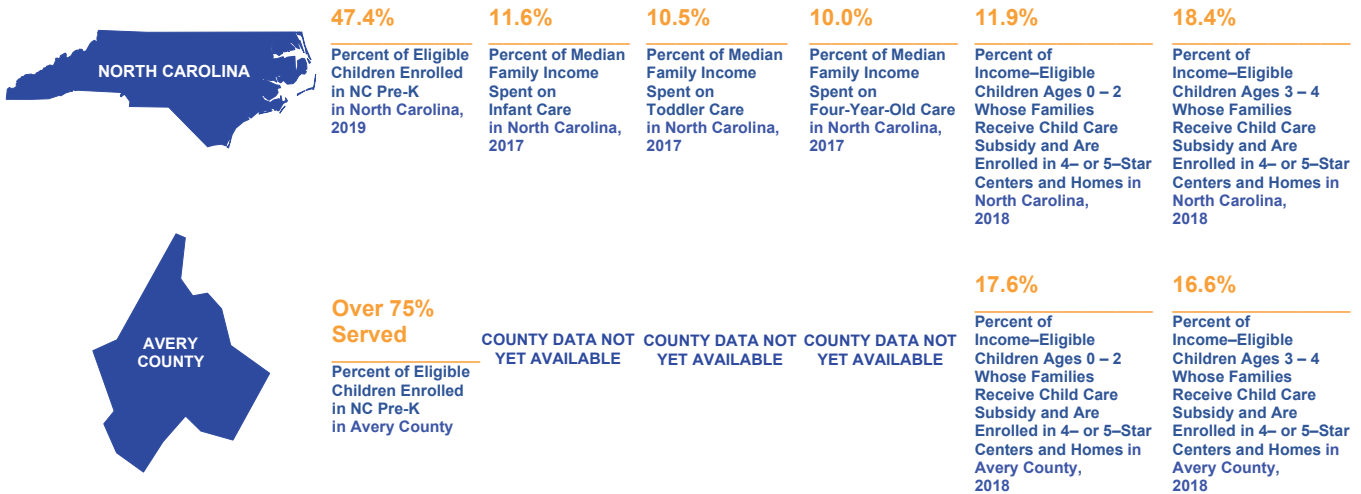 NORTH CAROLINA
47.4%
Percent of Eligible
Children Enrolled
in NC Pre-K
in North Carolina,
2019
11.6%
Percent of Median
Family Income
Spent on
Infant Care
in North Carolina,
2017
10.5%
Percent of Median
Family Income
Spent on
Toddler Care
in North Carolina,
2017
10.0%
Percent of Median
Family Income
Spent on
Four-Year-Old Care
in North Carolina,
2017
11.9%
Percent of
Income–Eligible
Children Ages 0 – 2
Whose Families
Receive Child Care
Subsidy and Are
Enrolled in 4– or 5–Star
Centers and Homes in
North Carolina,
2018
18.4%
Percent of
Income–Eligible
Children Ages 3 – 4
Whose Families
Receive Child Care
Subsidy and Are
Enrolled in 4– or 5–Star
Centers and Homes in
North Carolina,
2018
AVERY
COUNTY
Over 75%
Served
Percent of Eligible
Children Enrolled
in NC Pre-K
in Avery County
COUNTY DATA NOT
YET AVAILABLE
COUNTY DATA NOT
YET AVAILABLE
COUNTY DATA NOT
YET AVAILABLE
17.6%
Percent of
Income–Eligible
Children Ages 0 – 2
Whose Families
Receive Child Care
Subsidy and Are
Enrolled in 4– or 5–Star
Centers and Homes in
Avery County,
2018
16.6%
Percent of
Income–Eligible
Children Ages 3 – 4
Whose Families
Receive Child Care
Subsidy and Are
Enrolled in 4– or 5–Star
Centers and Homes in
Avery County,
2018